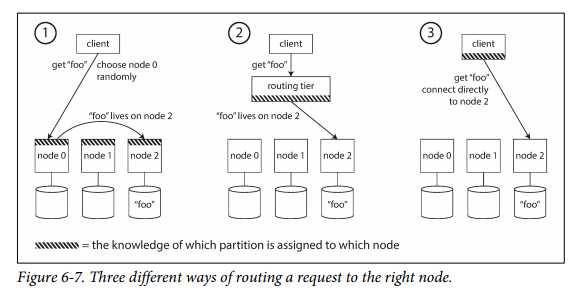 1
client
get "foo"
choose node 0
randomly
"foo" lives on node 2
node 0
node 1
node 2
"foo"
2
client
get "foo"
routing tier
"foo" lives on node 2
node 0
node 1
node 2
"foo"
3
client
get "foo"
connect directly
to node 2
node 0
node 1
node 2
"foo"
= the knowledge of which partition is assigned to which node
Figure 6-7. Three different ways of routing a request to the right node.